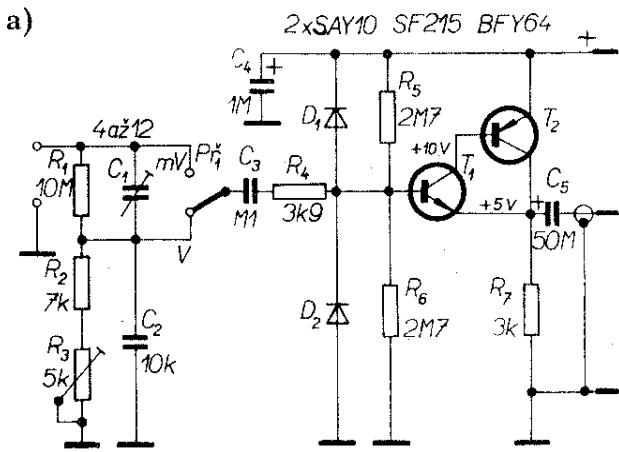 a)
2xSAY10 SF215 BFY64
+
C4
+
1M
R5
2M7
D1
T2
4až12
R1
10M
C1
mV
Př1
C3
M1
R4
3k9
+10V
T1
+5V
+
C5
50M
V
R2
7k
C2
10k
R3
5k
D2
R6
2M7
R7
3k